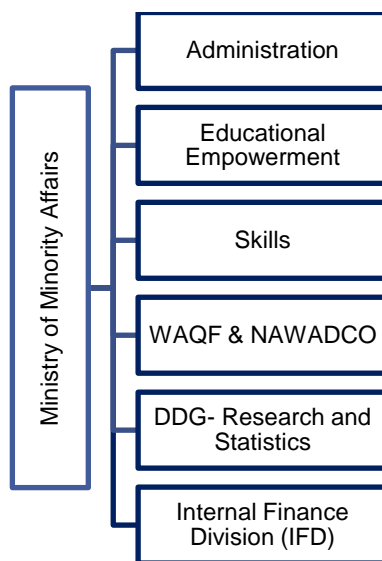 Ministry of Minority Affairs
Administration
Educational
Empowerment
Skills
WAQF & NAWADCO
DDG- Research and
Statistics
Internal Finance
Division (IFD)